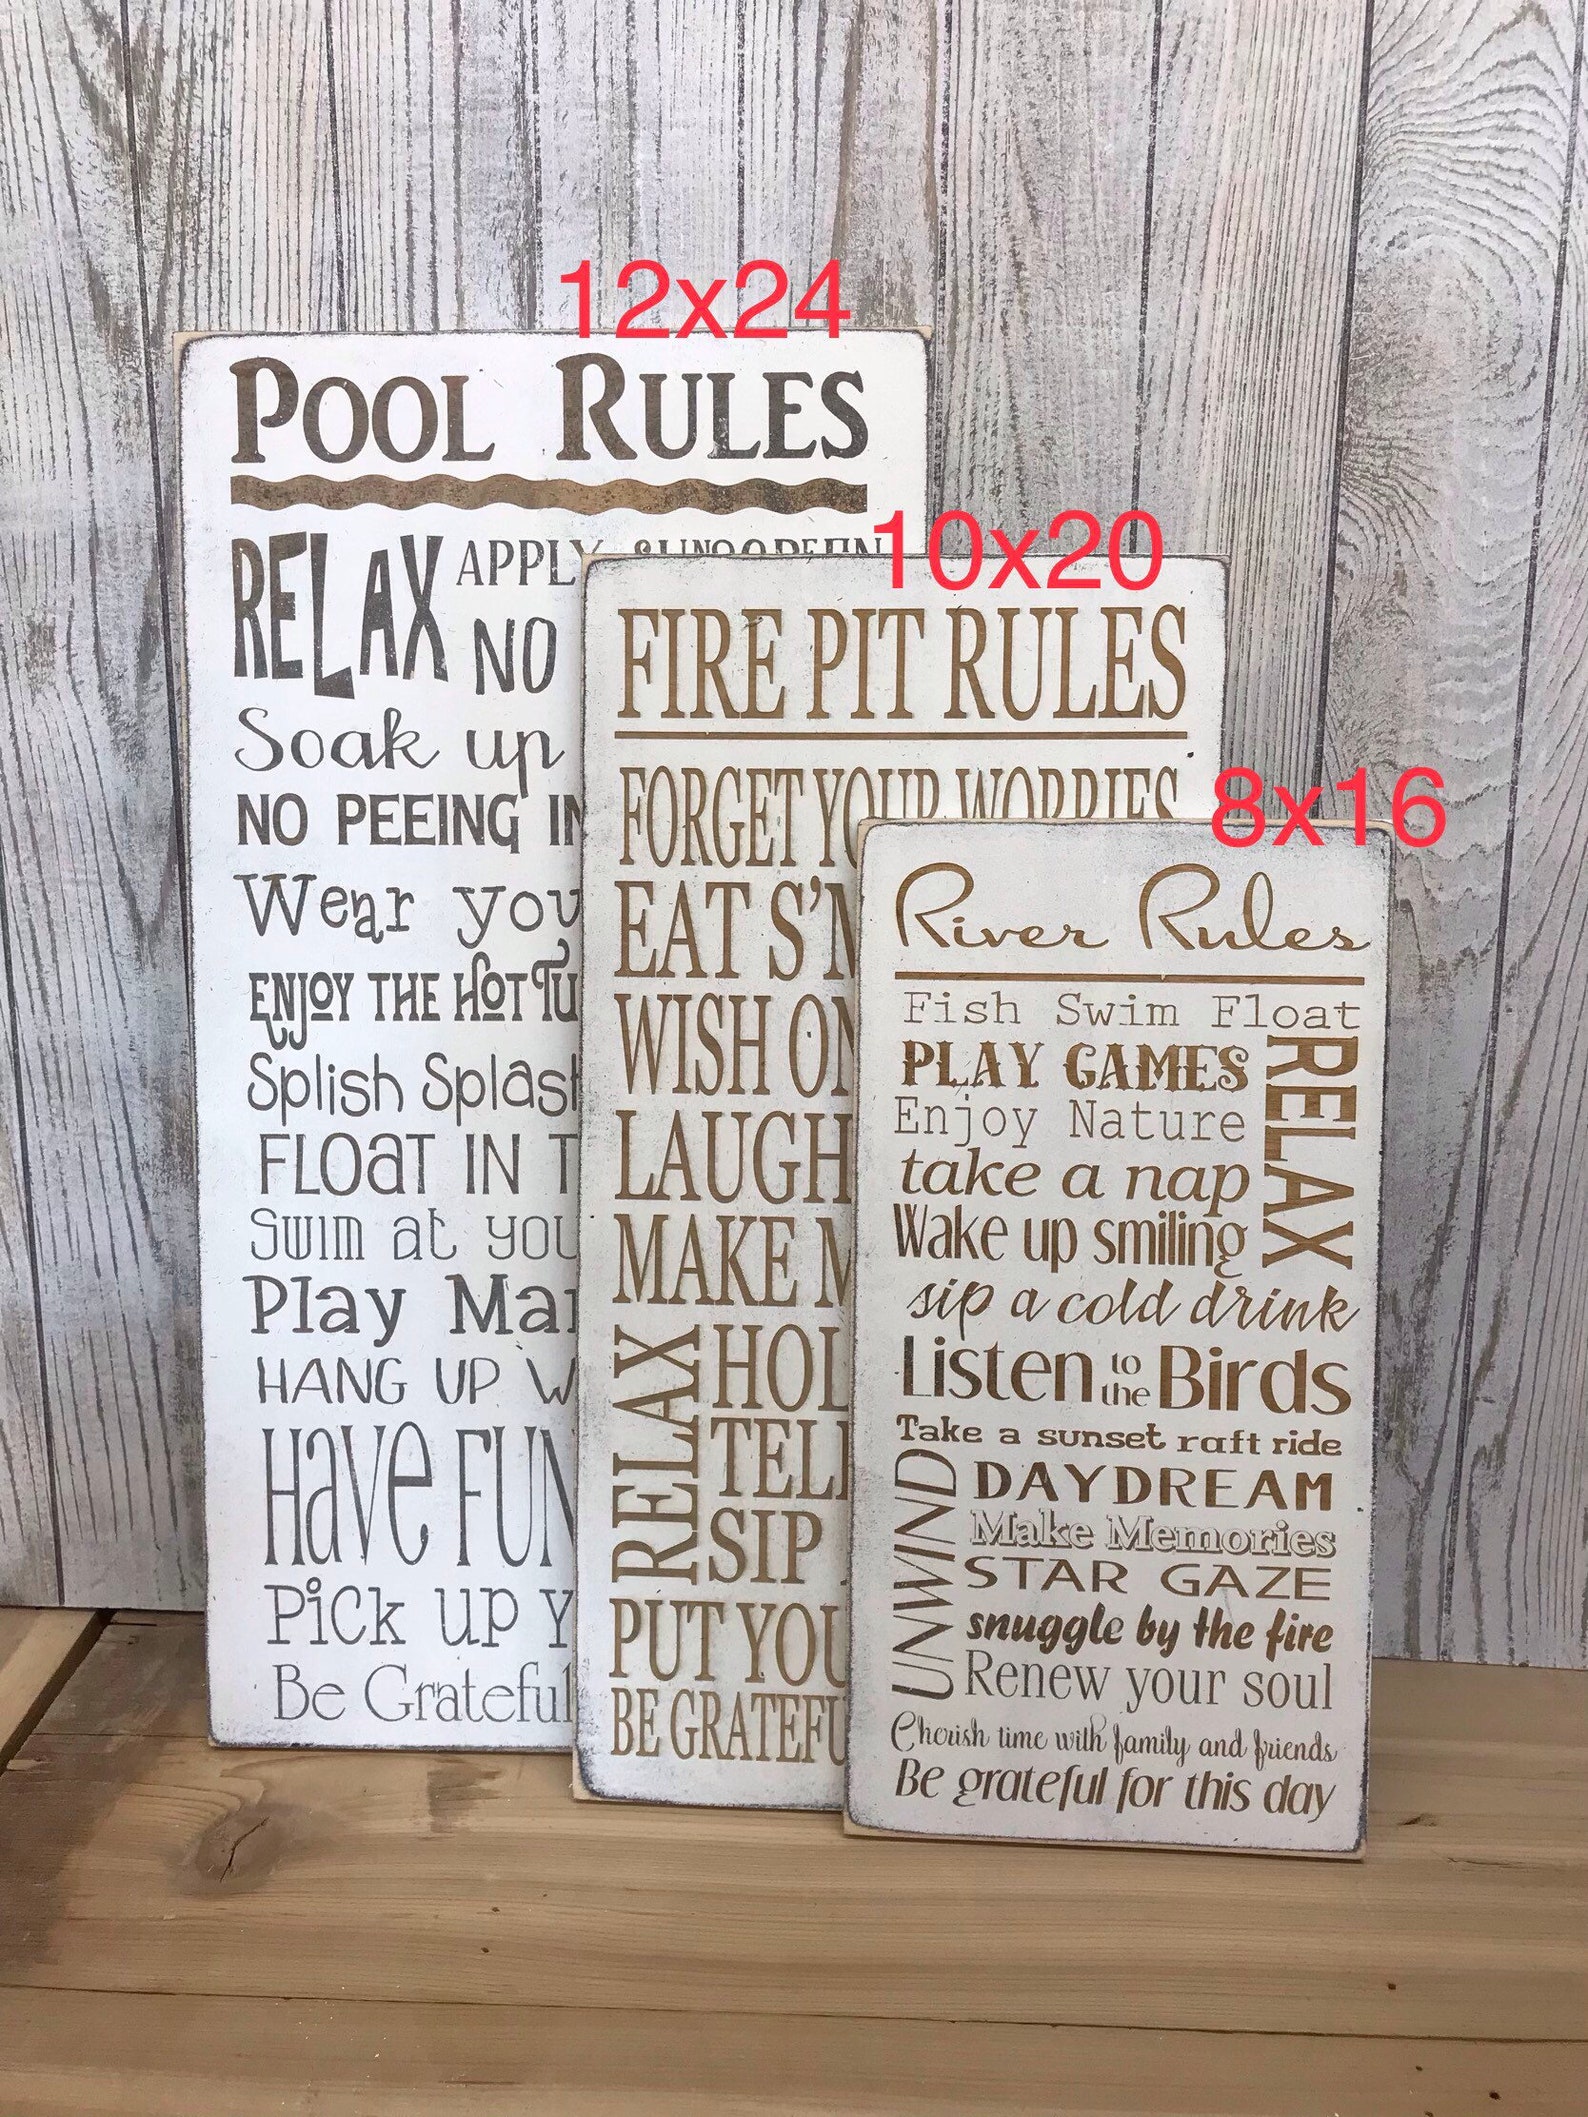 12x24
POOL RULES
RELAX APPLY SUNSCREEN
NO
Soak up
NO PEEING IN
Wear you
ENJOY THE HOT TU
Splish Splash
FLOAT IN T
Swim at you
Play Mar
HANG UP W
HAVE FUN
Pick up Y
Be Grateful
10x20
FIRE PIT RULES
FORGET YOUR WORRIES
EAT S'M
WISH ON
LAUGH
MAKE M
RELAX
HOL
TELL
SIP
PUT YOU
BE GRATEFU
8x16
River Rules
Fish Swim Float
PLAY GAMES
RELAX
Enjoy Nature
take a nap
Wake up smiling
sip a cold drink
Listen to the Birds
Take a sunset raft ride
UNWIND
DAYDREAM
Make Memories
STAR GAZE
snuggle by the fire
Renew your soul
Cherish time with family and friends
Be grateful for this day